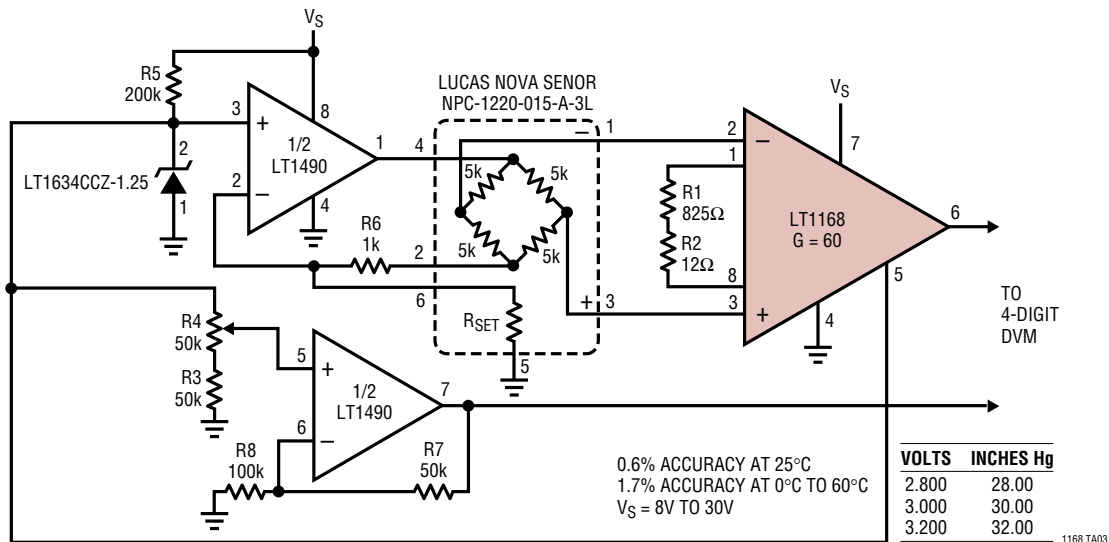 V_S
R5
200k
3
+
8
1/2
LT1490
1
2
−
4
2
LT1634CCZ-1.25
1
R6
1k
LUCAS NOVA SENOR
NPC-1220-015-A-3L
4
− 1
5k
5k
5k
5k
2
6
R_SET
5
+ 3
V_S
7
2
−
1
R1
825Ω
R2
12Ω
8
3
+
LT1168
G = 60
6
5
4
TO
4-DIGIT
DVM
R4
50k
R3
50k
5
+
1/2
LT1490
7
6
−
R8
100k
R7
50k
0.6% ACCURACY AT 25°C
1.7% ACCURACY AT 0°C TO 60°C
V_S = 8V TO 30V
VOLTS INCHES Hg
2.800 28.00
3.000 30.00
3.200 32.00
1168 TA03